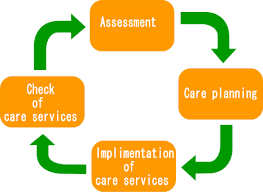 Assessment
Care planning
Implimentation
of
care services
Check
of
care services